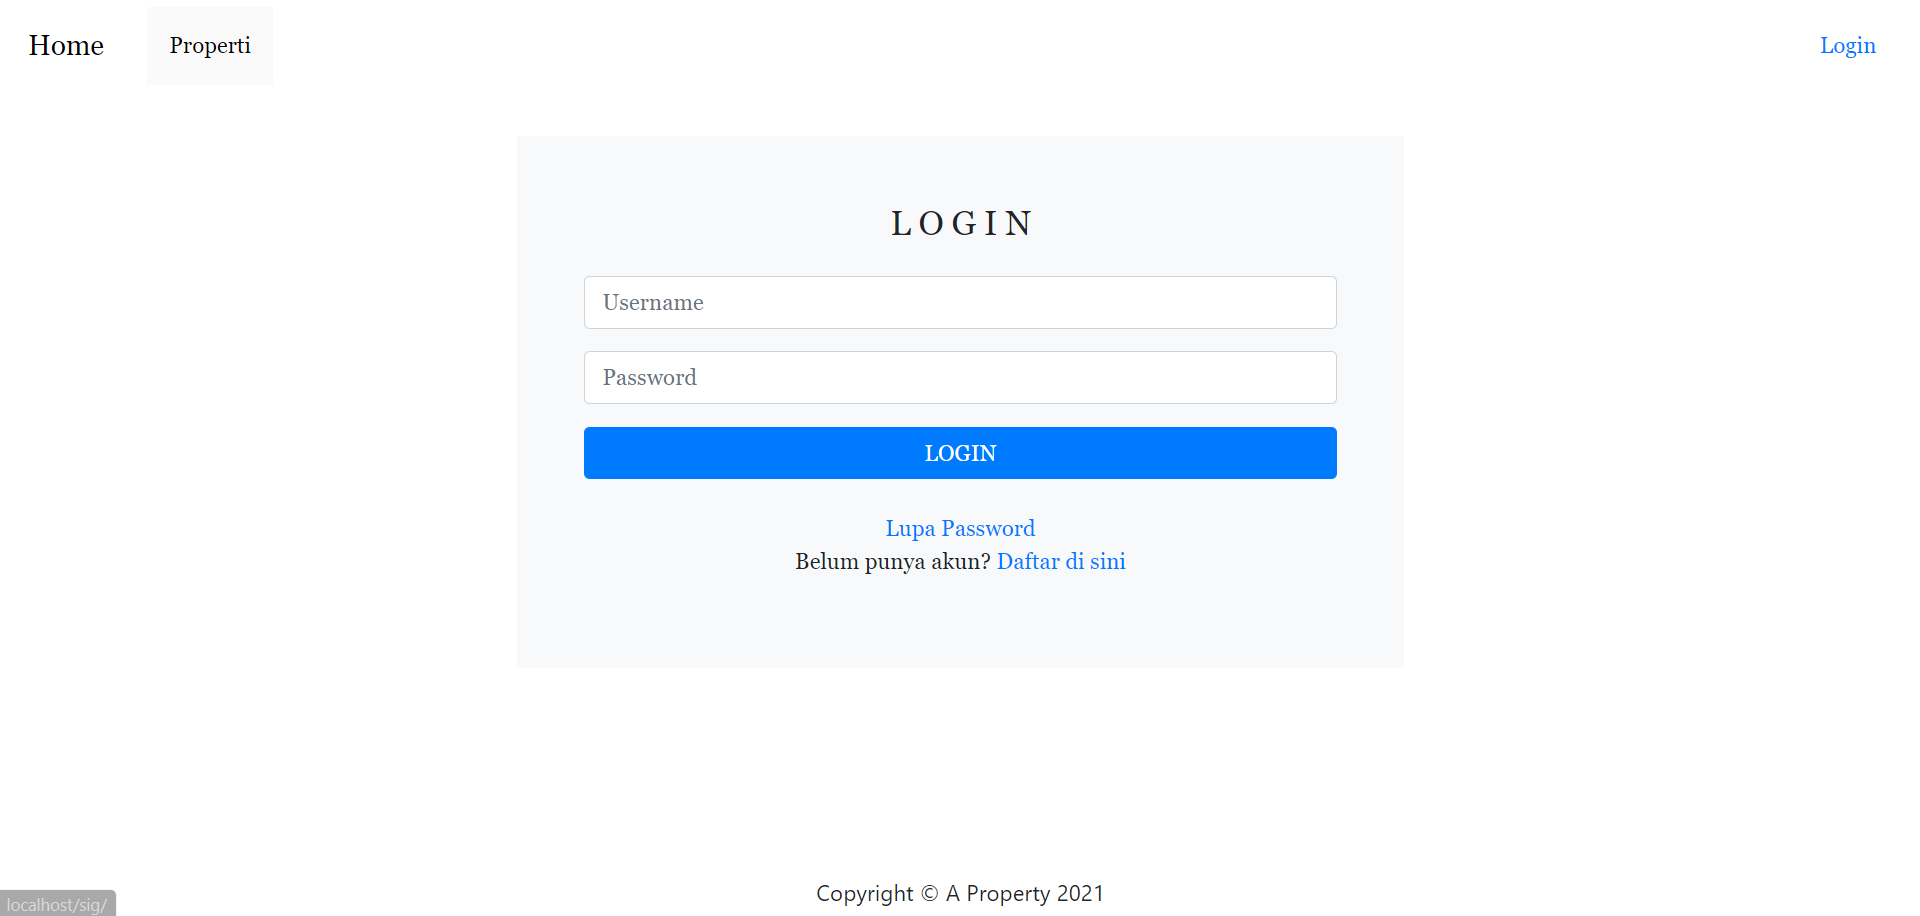 Home Properti Login
LOGIN
Username
Password
LOGIN
Lupa Password
Belum punya akun? Daftar di sini
Copyright © A Property 2021
localhost/sig/